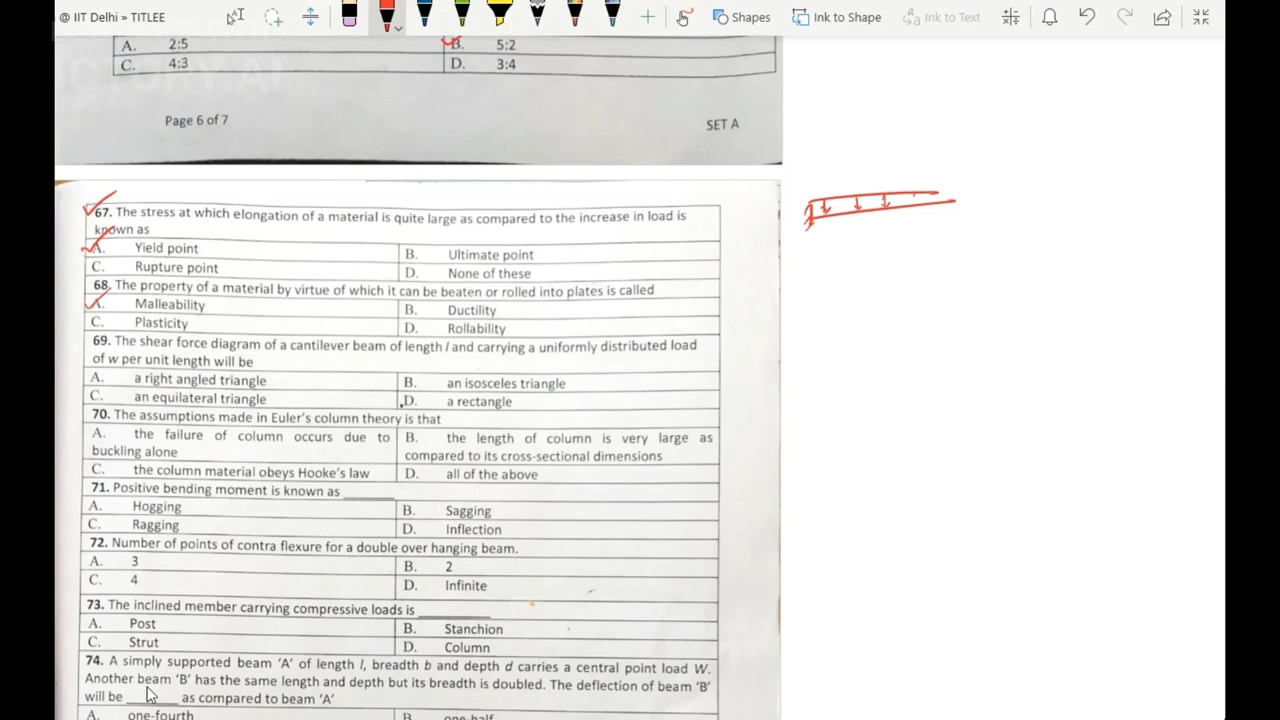 @ IIT Delhi » TITLEE
Shapes
Ink to Shape
Ink to Text
A. 2:5 B. 5:2
C. 4:3 D. 3:4
Page 6 of 7
SET A
67. The stress at which elongation of a material is quite large as compared to the increase in load is
known as
A. Yield point B. Ultimate point
C. Rupture point D. None of these
68. The property of a material by virtue of which it can be beaten or rolled into plates is called
A. Malleability B. Ductility
C. Plasticity D. Rollability
69. The shear force diagram of a cantilever beam of length l and carrying a uniformly distributed load
of w per unit length will be
A. a right angled triangle B. an isosceles triangle
C. an equilateral triangle D. a rectangle
70. The assumptions made in Euler's column theory is that
A. the failure of column occurs due to
buckling alone
B. the length of column is very large as
compared to its cross-sectional dimensions
C. the column material obeys Hooke's law D. all of the above
71. Positive bending moment is known as ______
A. Hogging B. Sagging
C. Ragging D. Inflection
72. Number of points of contra flexure for a double over hanging beam.
A. 3 B. 2
C. 4 D. Infinite
73. The inclined member carrying compressive loads is ________
A. Post B. Stanchion
C. Strut D. Column
74. A simply supported beam 'A' of length l, breadth b and depth d carries a central point load W.
Another beam 'B' has the same length and depth but its breadth is doubled. The deflection of beam 'B'
will be ______ as compared to beam 'A'
A. one-fourth B. one-half